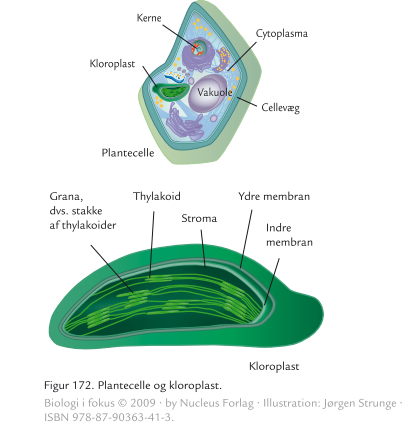 Kerne
Cytoplasma
Kloroplast
Vakuole
Cellevæg
Plantecelle
Grana,
dvs. stakke
af thylakoider
Thylakoid
Stroma
Ydre membran
Indre
membran
Kloroplast
Figur 172. Plantecelle og kloroplast.
Biologi i fokus © 2009 · by Nucleus Forlag · Illustration: Jørgen Strunge ·
ISBN 978-87-90363-41-3.